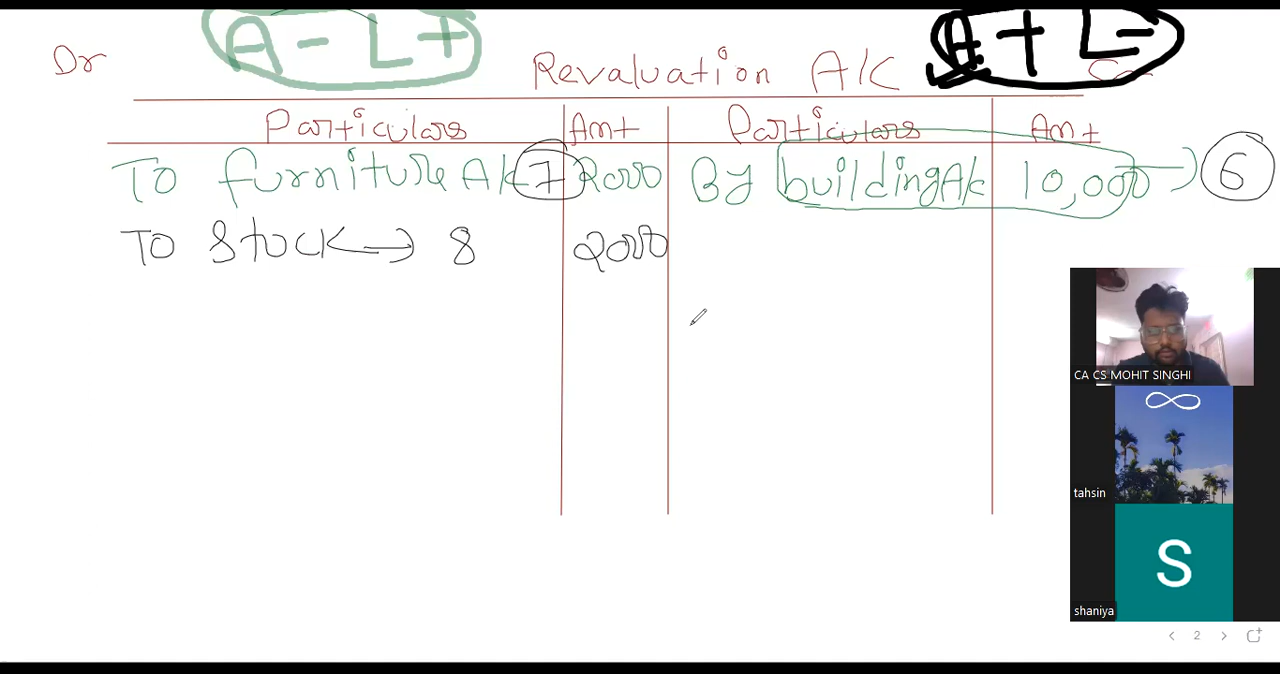 A - L +
A + L -
Dr Revaluation A/C Cr
Particulars Amt Particulars Amt
To furniture A/C 7 2000 By building A/c 10,000 → 6
To Stock → 8 2000
CA CS MOHIT SINGHI
tahsin
S
shaniya
2